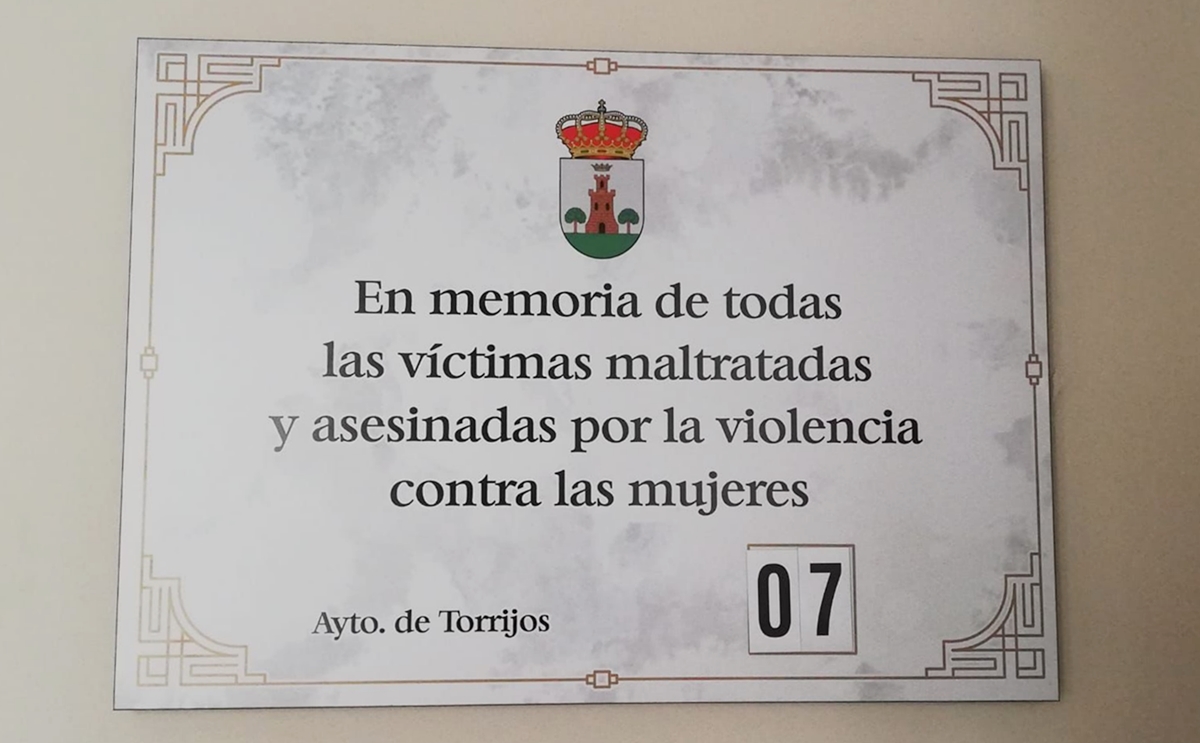 En memoria de todas
las víctimas maltratadas
y asesinadas por la violencia
contra las mujeres
Ayto. de Torrijos
07